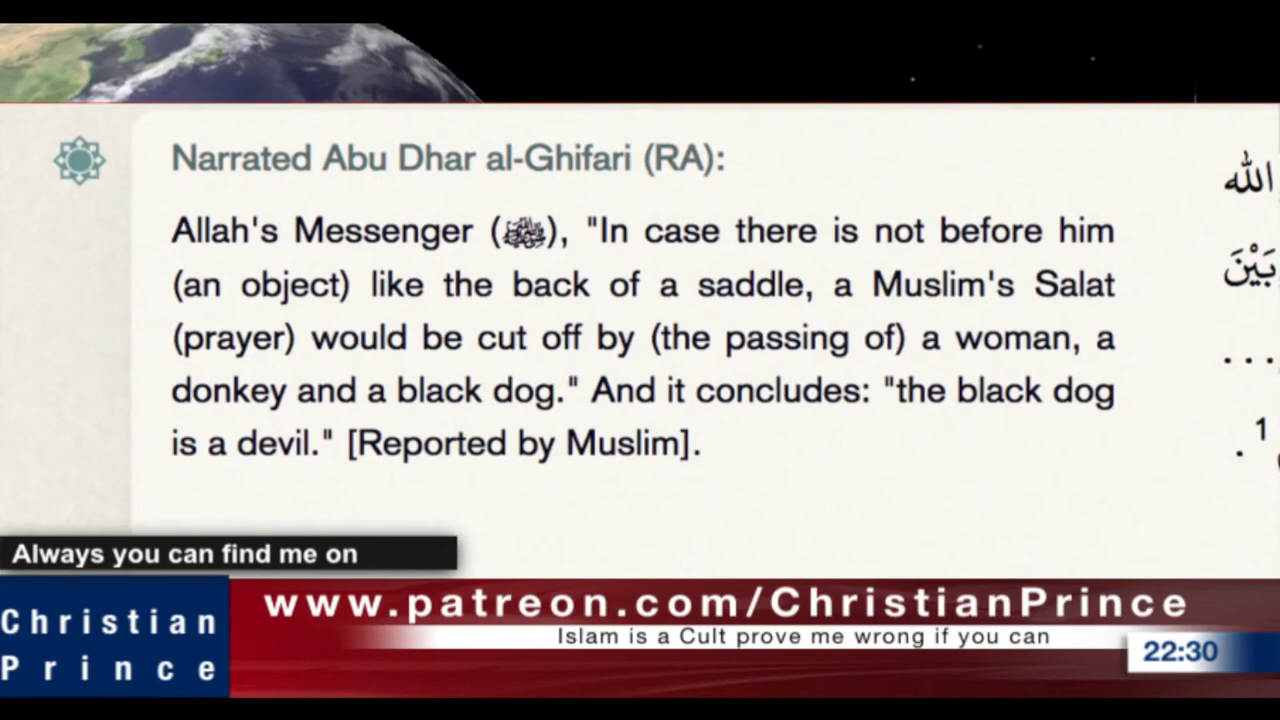 Narrated Abu Dhar al-Ghifari (RA):
Allah's Messenger (ﷺ), "In case there is not before him
(an object) like the back of a saddle, a Muslim's Salat
(prayer) would be cut off by (the passing of) a woman, a
donkey and a black dog." And it concludes: "the black dog
is a devil." [Reported by Muslim].
الله
بَيْنَ
...
1
.
Always you can find me on
Christian
Prince
www.patreon.com/ChristianPrince
Islam is a Cult prove me wrong if you can
22:30